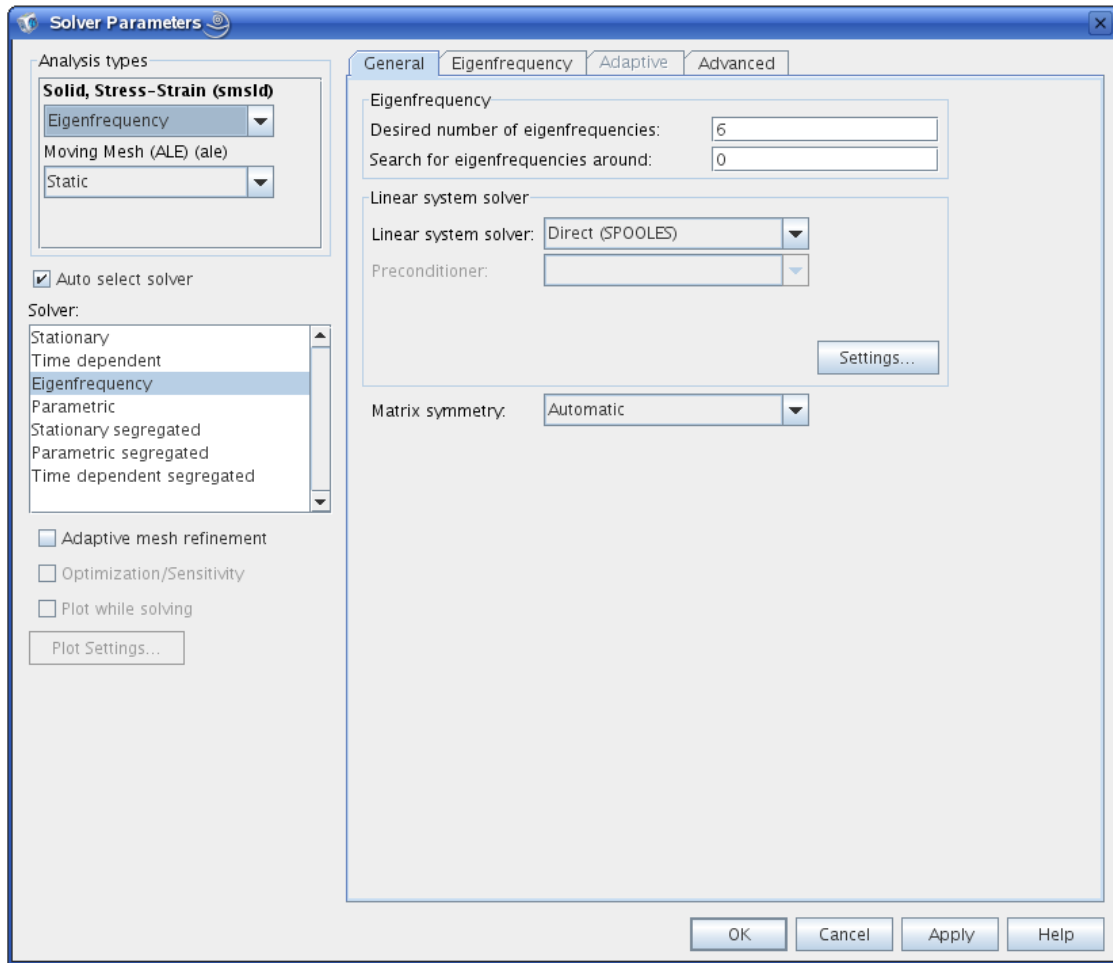 Solver Parameters
Analysis types
Solid, Stress-Strain (smsld)
Eigenfrequency
Moving Mesh (ALE) (ale)
Static
Auto select solver
Solver:
Stationary
Time dependent
Eigenfrequency
Parametric
Stationary segregated
Parametric segregated
Time dependent segregated
Adaptive mesh refinement
Optimization/Sensitivity
Plot while solving
Plot Settings...
General Eigenfrequency Adaptive Advanced
Eigenfrequency
Desired number of eigenfrequencies: 6
Search for eigenfrequencies around: 0
Linear system solver
Linear system solver: Direct (SPOOLES)
Preconditioner:
Settings...
Matrix symmetry: Automatic
OK Cancel Apply Help